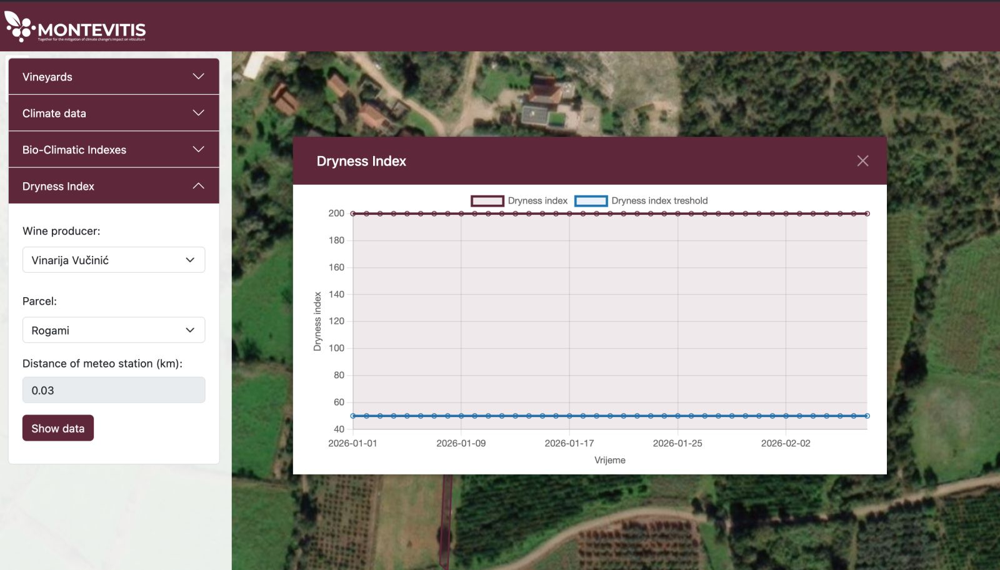 MONTEVITIS
Together for the mitigation of climate change's impact on viticulture
Vineyards
Climate data
Bio-Climatic Indexes
Dryness Index
Wine producer:
Vinarija Vučinić
Parcel:
Rogami
Distance of meteo station (km):
0.03
Show data
Dryness Index
Dryness index Dryness index treshold
200
180
160
140
120
100
80
60
40
Dryness index
2026-01-01 2026-01-09 2026-01-17 2026-01-25 2026-02-02
Vrijeme